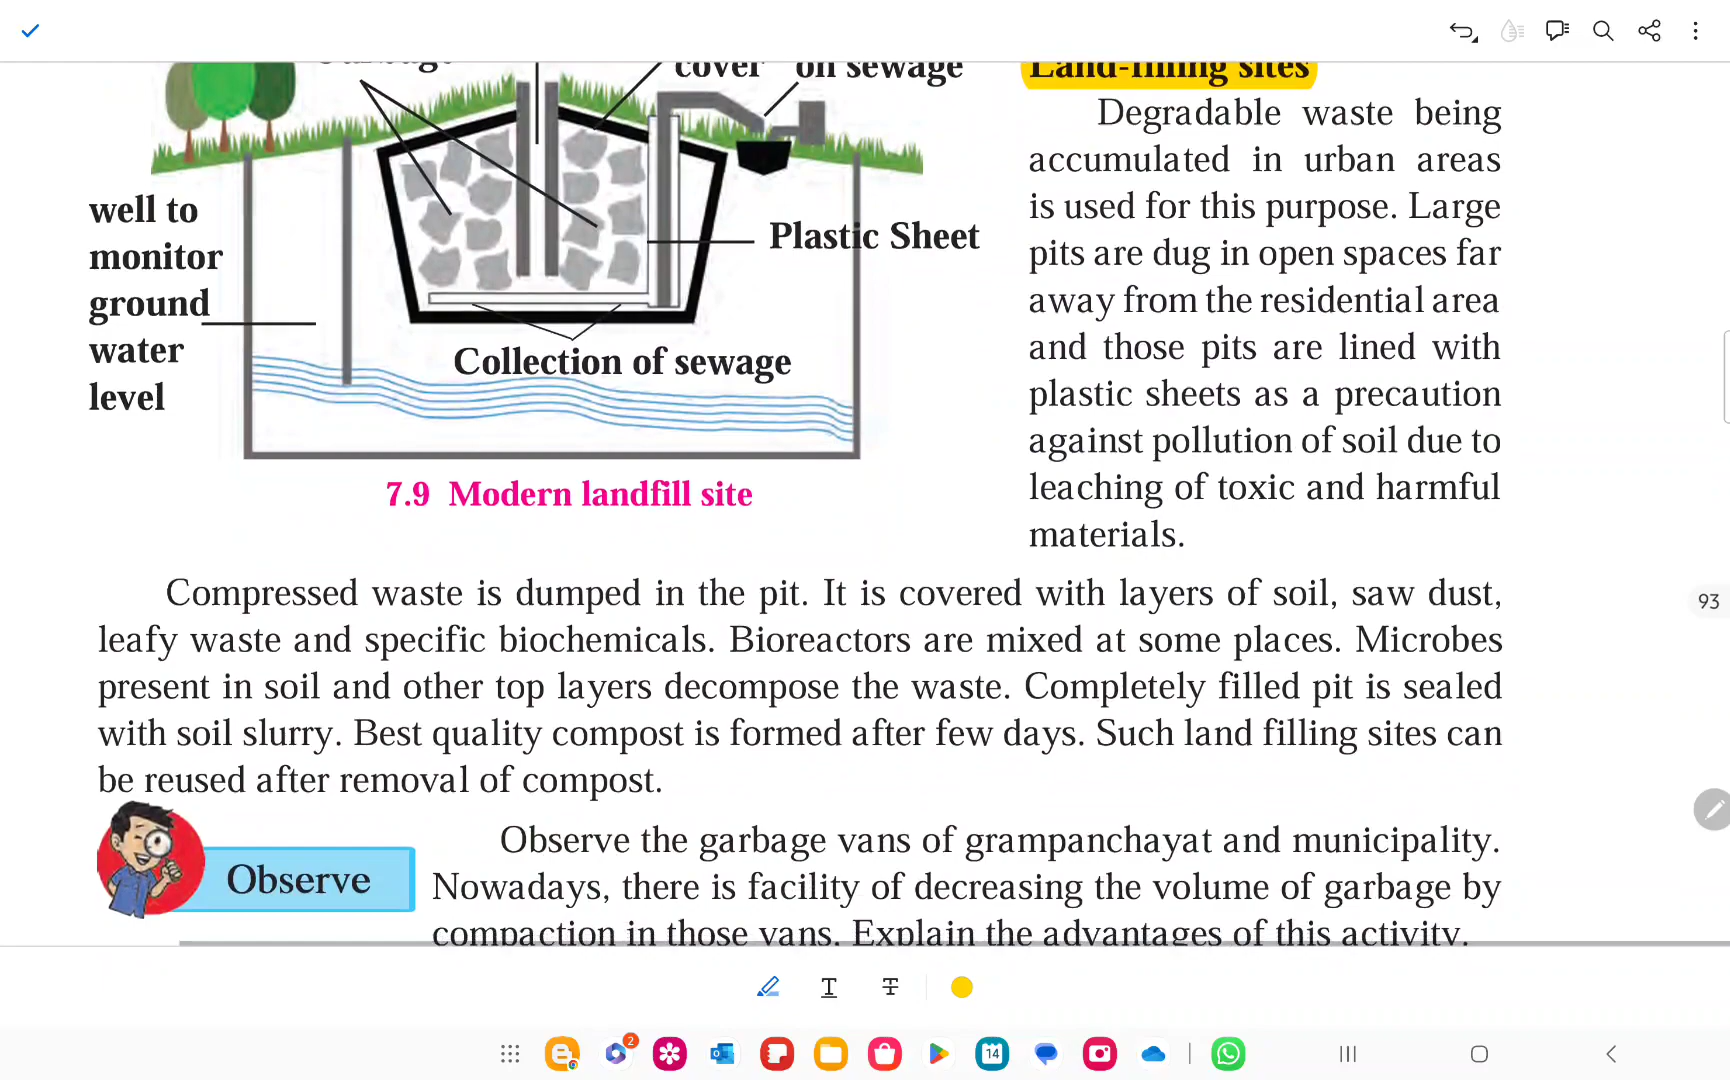 Garbage
cover on sewage
Land-filling sites
Degradable waste being
accumulated in urban areas
is used for this purpose. Large
pits are dug in open spaces far
away from the residential area
and those pits are lined with
plastic sheets as a precaution
against pollution of soil due to
leaching of toxic and harmful
materials.
well to
monitor
ground
water
level
Plastic Sheet
Collection of sewage
7.9 Modern landfill site
Compressed waste is dumped in the pit. It is covered with layers of soil, saw dust,
leafy waste and specific biochemicals. Bioreactors are mixed at some places. Microbes
present in soil and other top layers decompose the waste. Completely filled pit is sealed
with soil slurry. Best quality compost is formed after few days. Such land filling sites can
be reused after removal of compost.
Observe
Observe the garbage vans of grampanchayat and municipality.
Nowadays, there is facility of decreasing the volume of garbage by
compaction in those vans. Explain the advantages of this activity.
93
2
14